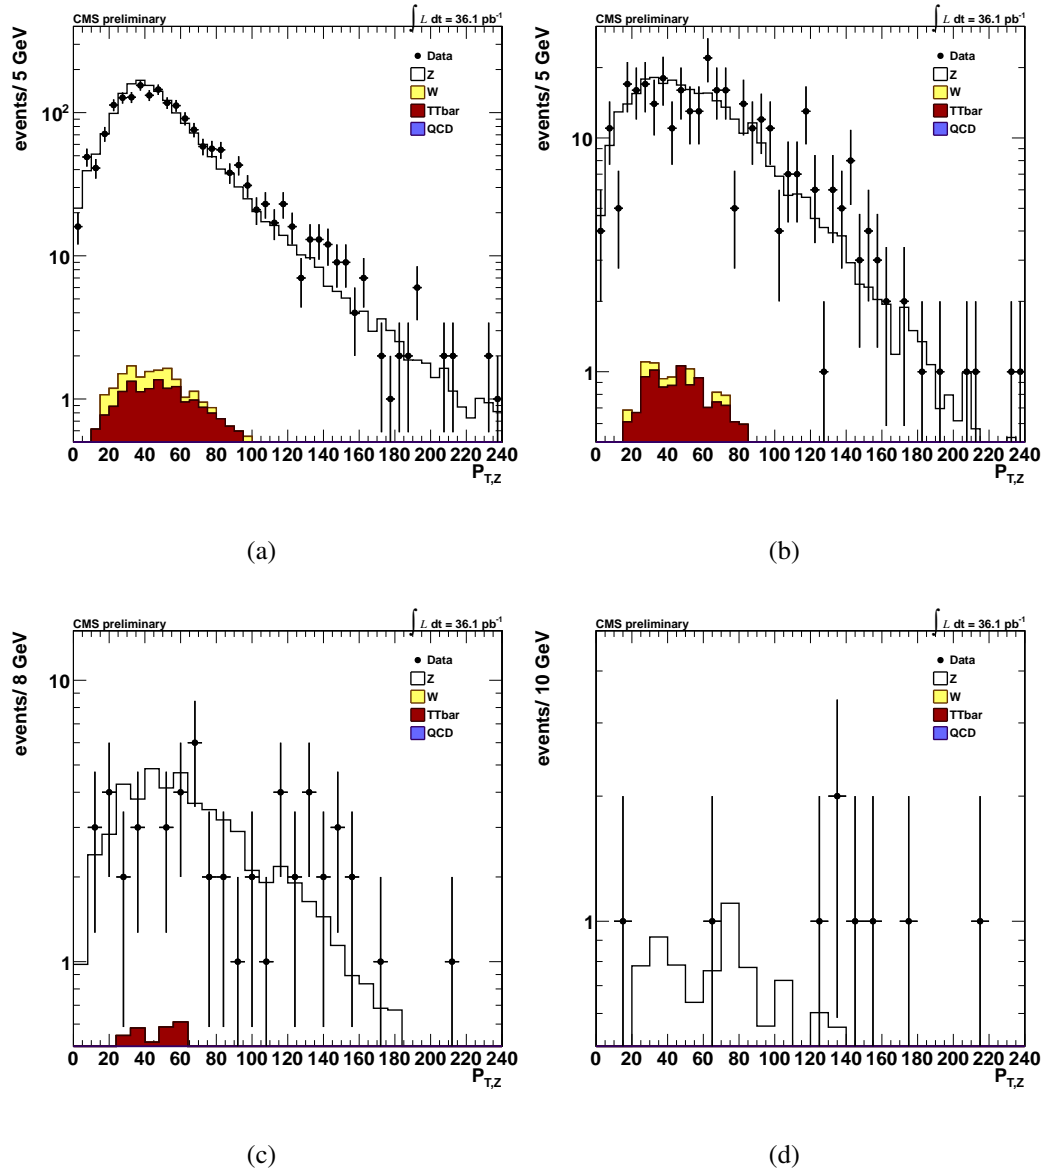 CMS preliminary
∫ L dt = 36.1 pb⁻¹
events/ 5 GeV
Data
Z
W
TTbar
QCD
10²
10
1
0 20 40 60 80 100 120 140 160 180 200 220 240
P_T,Z
(a)
CMS preliminary
∫ L dt = 36.1 pb⁻¹
events/ 5 GeV
Data
Z
W
TTbar
QCD
10
1
0 20 40 60 80 100 120 140 160 180 200 220 240
P_T,Z
(b)
CMS preliminary
∫ L dt = 36.1 pb⁻¹
events/ 8 GeV
Data
Z
W
TTbar
QCD
10
1
0 20 40 60 80 100 120 140 160 180 200 220 240
P_T,Z
(c)
CMS preliminary
∫ L dt = 36.1 pb⁻¹
events/ 10 GeV
Data
Z
W
TTbar
QCD
1
0 20 40 60 80 100 120 140 160 180 200 220 240
P_T,Z
(d)